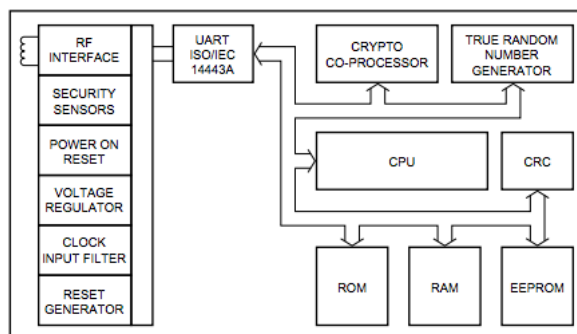 RF
INTERFACE
SECURITY
SENSORS
POWER ON
RESET
VOLTAGE
REGULATOR
CLOCK
INPUT FILTER
RESET
GENERATOR
UART
ISO/IEC
14443A
CRYPTO
CO-PROCESSOR
TRUE RANDOM
NUMBER
GENERATOR
CPU
CRC
ROM
RAM
EEPROM